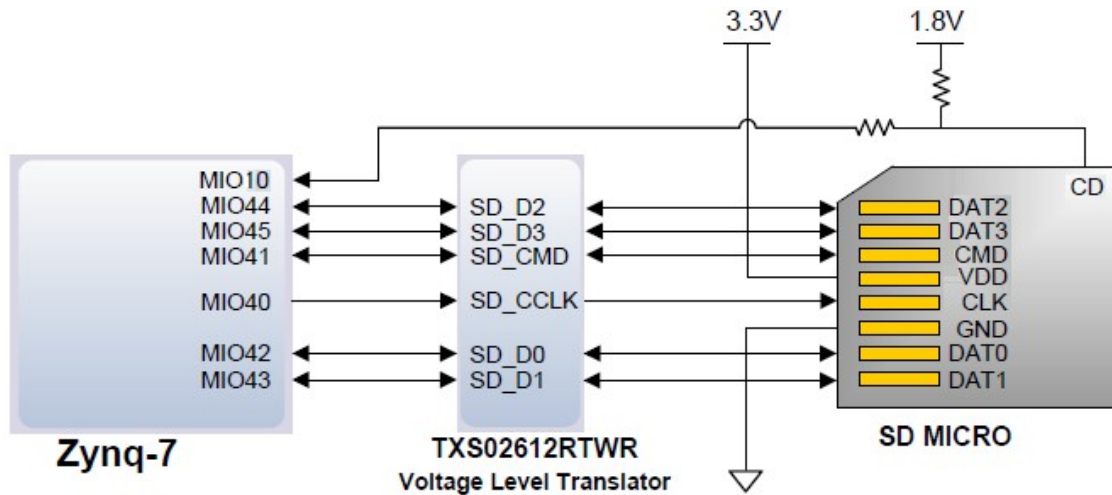 3.3V 1.8V
CD
MIO10
MIO44 SD_D2 DAT2
MIO45 SD_D3 DAT3
MIO41 SD_CMD CMD
VDD
MIO40 SD_CCLK CLK
GND
MIO42 SD_D0 DAT0
MIO43 SD_D1 DAT1
Zynq-7 TXS02612RTWR SD MICRO
Voltage Level Translator